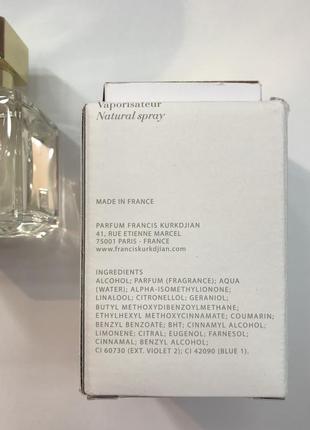 Vaporisateur
Natural spray
MADE IN FRANCE
PARFUM FRANCIS KURKDJIAN
41, RUE ETIENNE MARCEL
75001 PARIS - FRANCE
www.franciskurkdjian.com
INGREDIENTS
ALCOHOL; PARFUM (FRAGRANCE); AQUA
(WATER); ALPHA-ISOMETHYLIONONE;
LINALOOL; CITRONELLOL; GERANIOL;
BUTYL METHOXYDIBENZOYLMETHANE;
ETHYLHEXYL METHOXYCINNAMATE; COUMARIN;
BENZYL BENZOATE; BHT; CINNAMYL ALCOHOL;
LIMONENE; CITRAL; EUGENOL; FARNESOL;
CINNAMAL; BENZYL ALCOHOL;
CI 60730 (EXT. VIOLET 2); CI 42090 (BLUE 1).